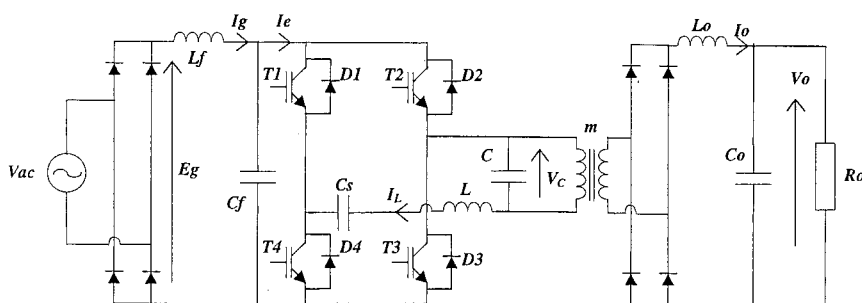 Ig
Ie
Lo
Io
Lf
T1
D1
T2
D2
Vo
m
Vac
Eg
Cf
Cs
IL
L
C
VC
Co
Ro
T4
D4
T3
D3